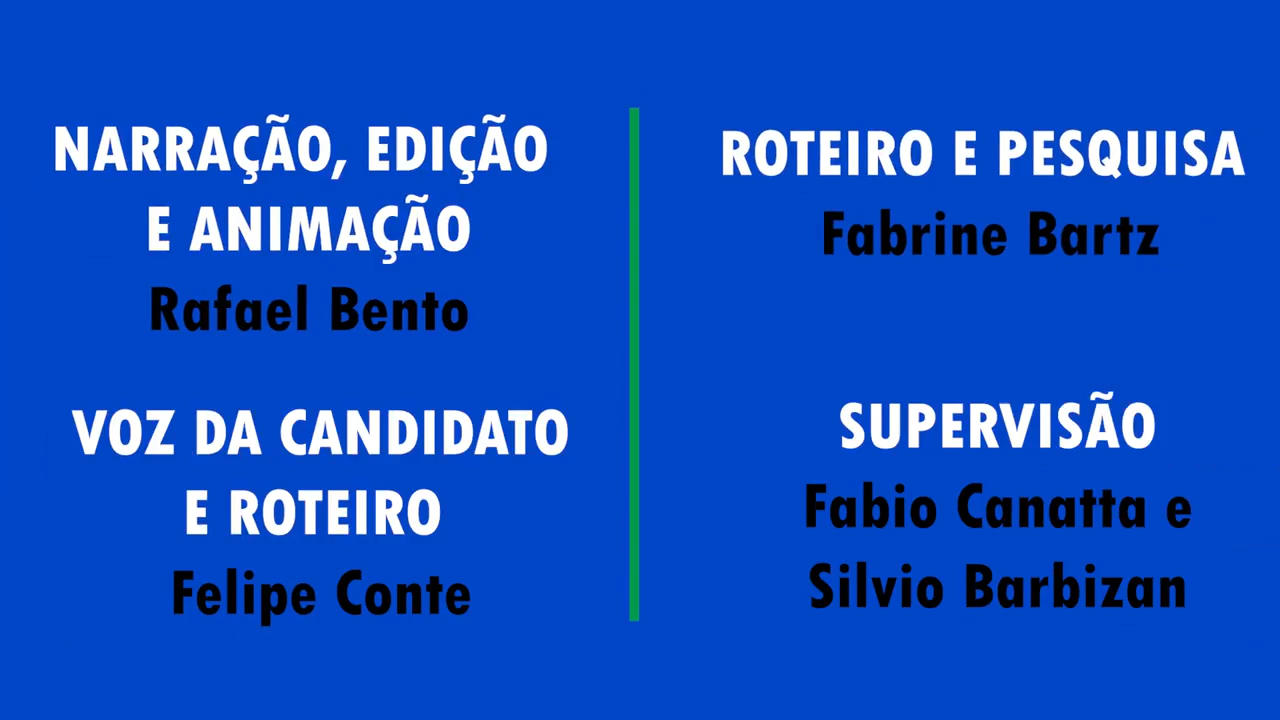 NARRAÇÃO, EDIÇÃO
E ANIMAÇÃO
Rafael Bento
VOZ DA CANDIDATO
E ROTEIRO
Felipe Conte
ROTEIRO E PESQUISA
Fabrine Bartz
SUPERVISÃO
Fabio Canatta e
Silvio Barbizan